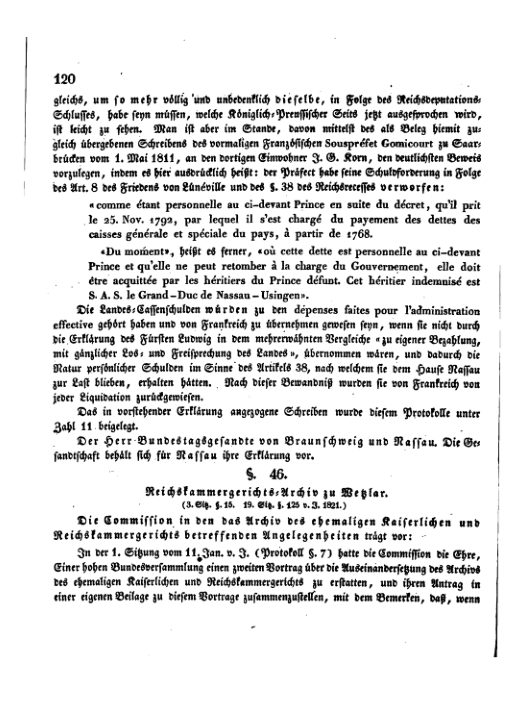 120
gleichs, um so mehr völlig und unbedenklich dieselbe, in Folge des Reichsdeputations-
Schlusses, habe seyn müssen, welche Königlich-Preussischer Seits jetzt ausgesprochen wird,
ist leicht zu sehen. Man ist aber im Stande, davon mittelst des als Beleg hiemit zu-
gleich übergebenen Schreibens des vormaligen Französischen Souspréfet Gomicourt zu Saar-
brücken vom 1. Mai 1811, an den dortigen Einwohner J. G. Korn, den deutlichsten Beweis
vorzulegen, indem es hier ausdrücklich heißt: der Präfect habe seine Schuldforderung in Folge
des Art. 8 des Friedens von Lünéville und des §. 38 des Reichsrecesses verworfen:
«comme étant personnelle au ci-devant Prince en suite du décret, qu'il prit
le 25. Nov. 1792, par lequel il s'est chargé du payement des dettes des
caisses générale et spéciale du pays, à partir de 1768.
«Du moment», heißt es ferner, «où cette dette est personnelle au ci-devant
Prince et qu'elle ne peut retomber à la charge du Gouvernement, elle doit
être acquittée par les héritiers du Prince défunt. Cet héritier indemnisé est
S. A. S. le Grand-Duc de Nassau-Usingen».
Die Landes-Cassenschulden würden zu den dépenses faites pour l'administration
effective gehört haben und von Frankreich zu übernehmen gewesen seyn, wenn sie nicht durch
die Erklärung des Fürsten Ludwig in dem mehrerwähnten Vergleiche «zu eigener Bezahlung,
mit gänzlicher Los- und Freisprechung des Landes», übernommen wären, und dadurch die
Natur persönlicher Schulden im Sinne des Artikels 38, nach welchem sie dem Hause Nassau
zur Last blieben, erhalten hätten. Nach dieser Bewandniß wurden sie von Frankreich von
jeder Liquidation zurückgewiesen.
Das in vorstehender Erklärung angezogene Schreiben wurde diesem Protokolle unter
Zahl 11 beigelegt.
Der Herr Bundestagsgesandte von Braunschweig und Nassau. Die Ge-
sandtschaft behält sich für Nassau ihre Erklärung vor.
§. 46.
Reichskammergerichts-Archiv zu Wetzlar.
(3. Sitz. §. 15. 19. Sitz. §. 125 v. J. 1821.)
Die Commission in den das Archiv des ehemaligen Kaiserlichen und
Reichskammergerichts betreffenden Angelegenheiten trägt vor:
In der 1. Sitzung vom 11. Jan. v. J. (Protokoll §. 7) hatte die Commission die Ehre,
Einer hohen Bundesversammlung einen zweiten Vortrag über die Auseinandersetzung des Archivs
des ehemaligen Kaiserlichen und Reichskammergerichts zu erstatten, und ihren Antrag in
einer eigenen Beilage zu diesem Vortrage zusammenzustellen, mit dem Bemerken, daß, wenn